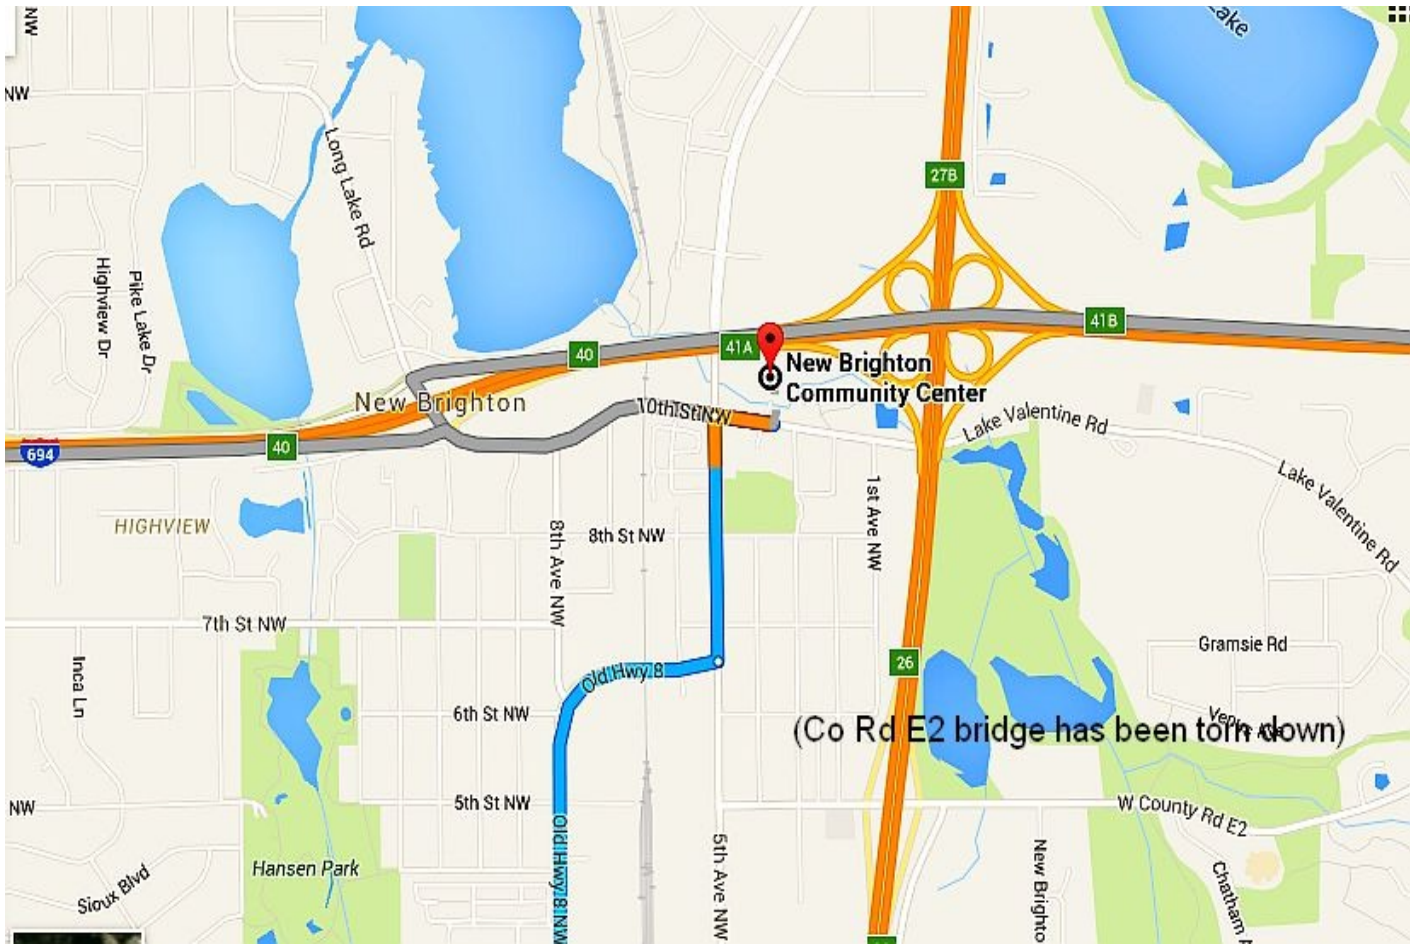 NW
Lake
NW
27B
Long Lake Rd
Highview Dr
Pike Lake Dr
41B
41A
40
New Brighton
Community Center
New Brighton
10th St NW
Lake Valentine Rd
40
694
Lake Valentine Rd
1st Ave NW
HIGHVIEW
8th Ave NW
8th St NW
7th St NW
Gramsie Rd
Inca Ln
26
Old Hwy 8
6th St NW
(Co Rd E2 bridge has been torn down)
NW
5th St NW
W County Rd E2
Old Hwy 8 NW
5th Ave NW
New Brighto
Hansen Park
Chatham A
Sioux Blvd